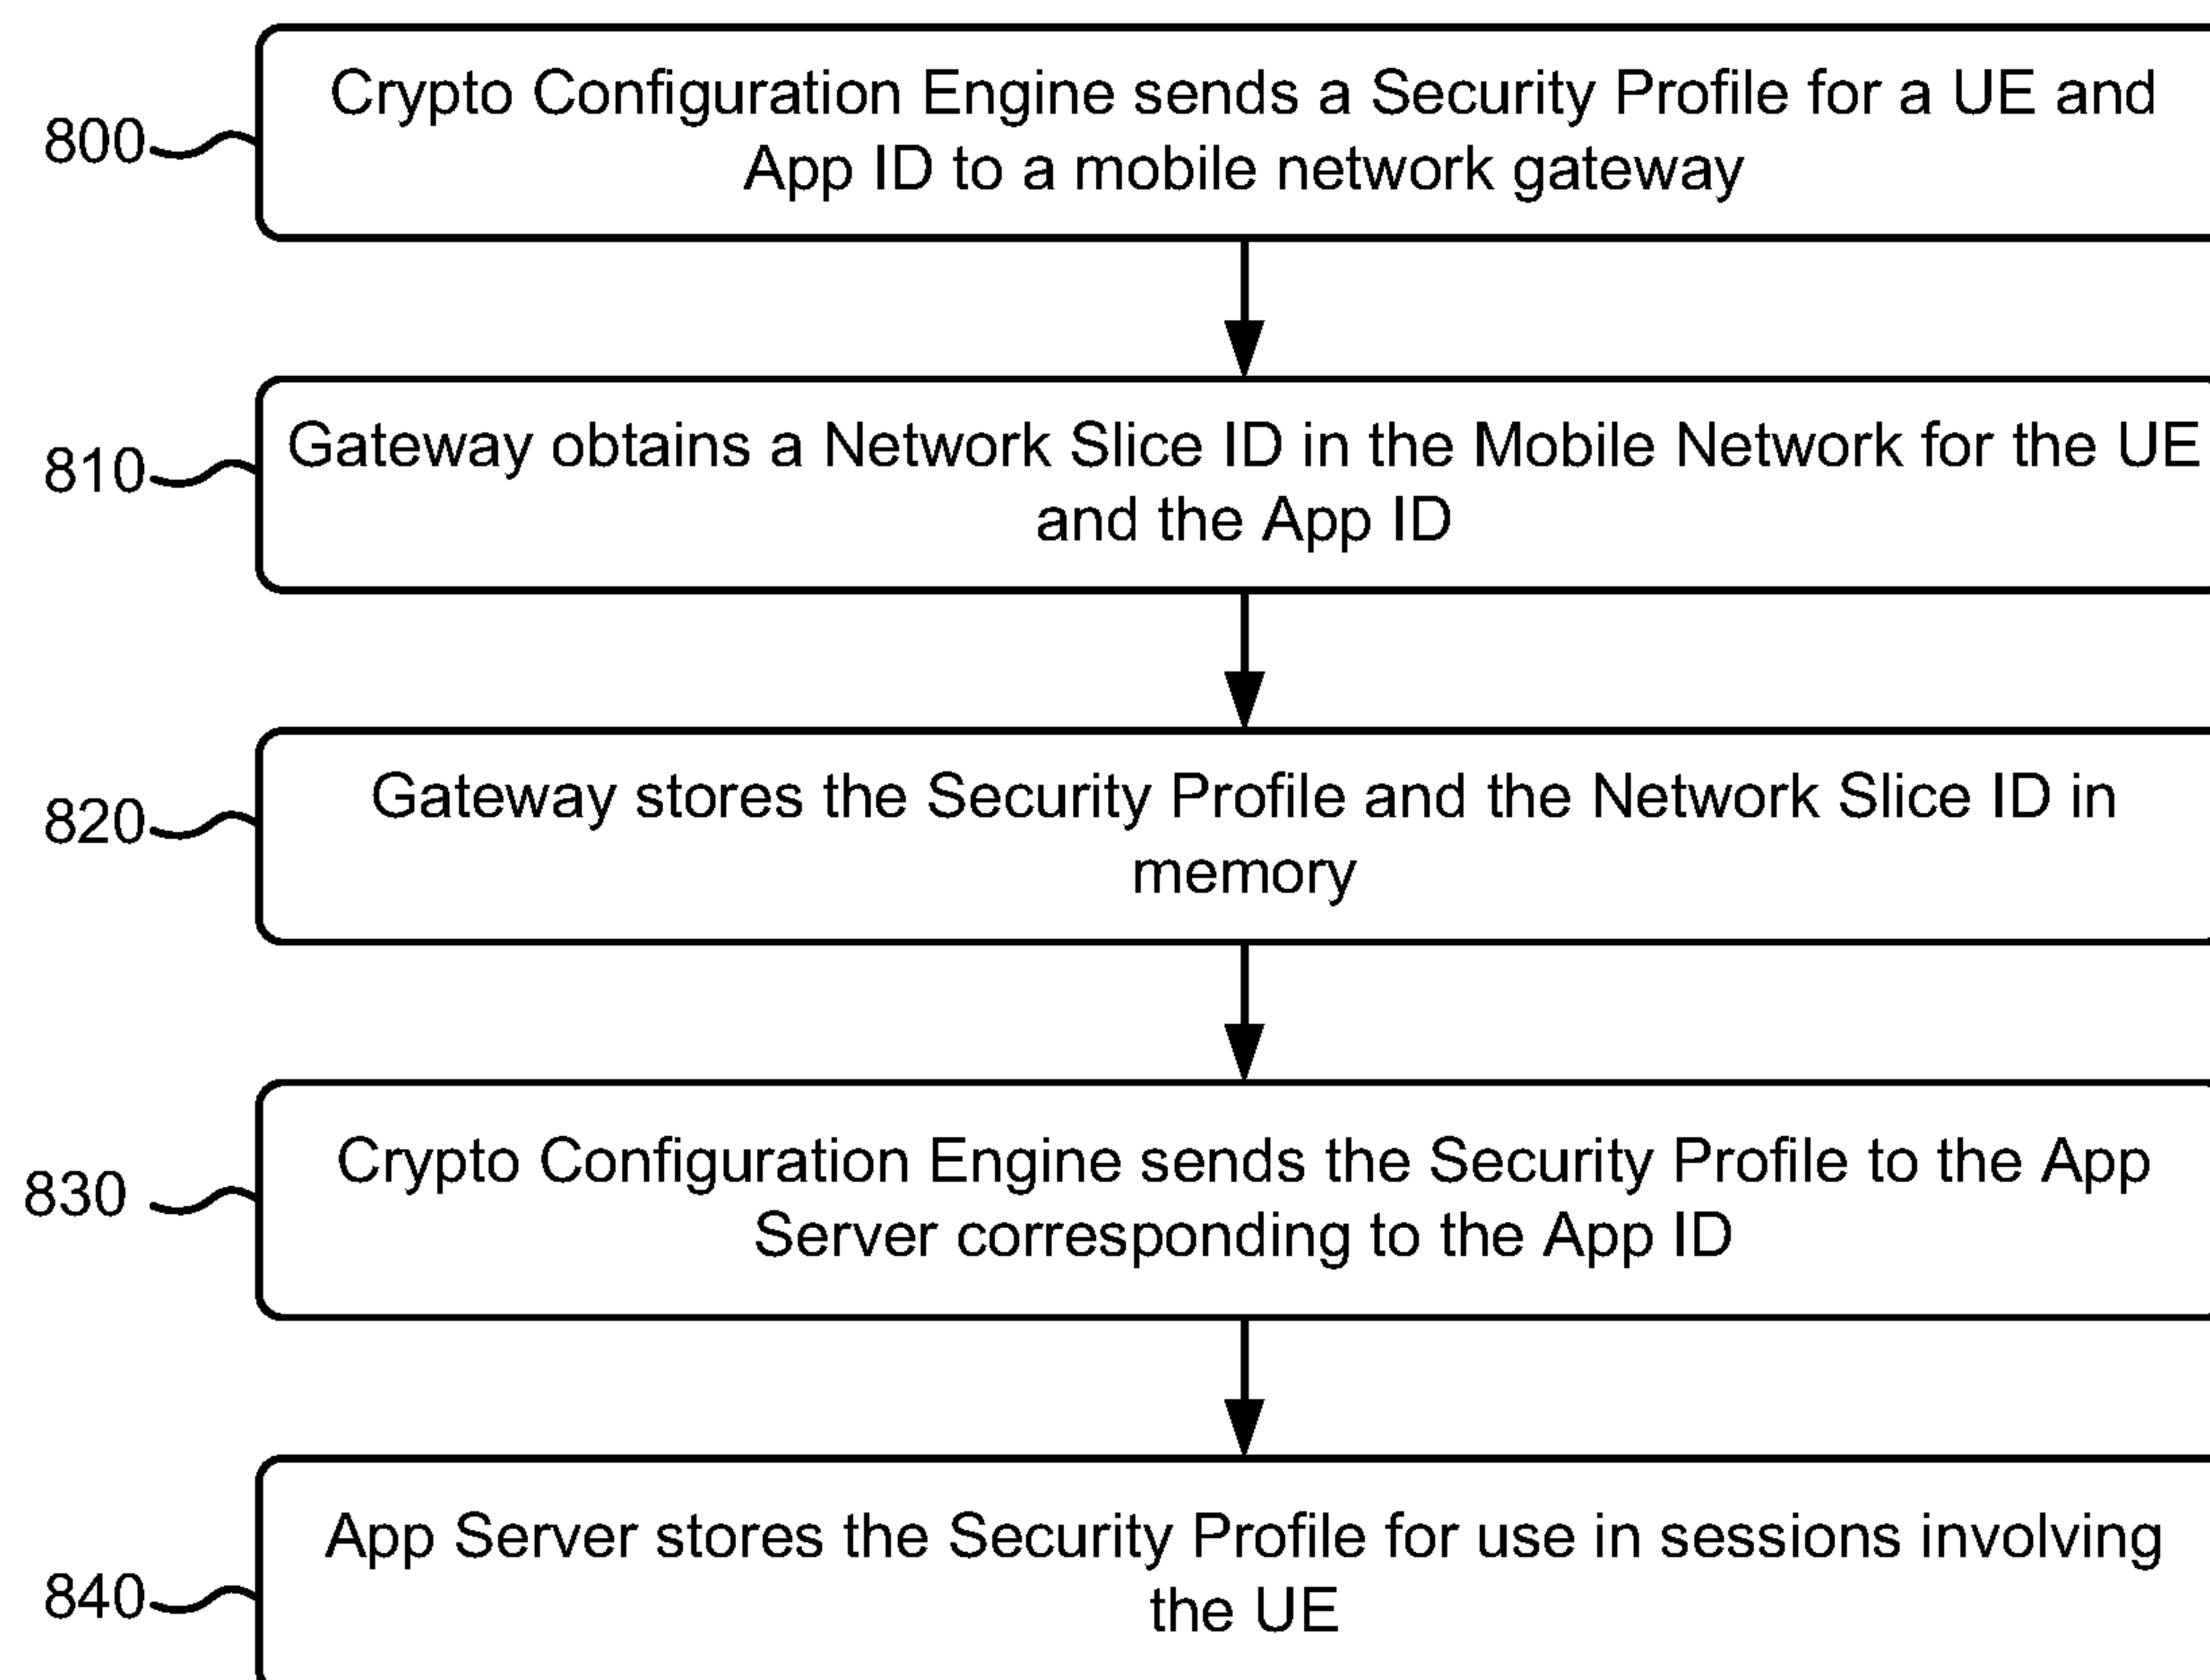 800
Crypto Configuration Engine sends a Security Profile for a UE and
App ID to a mobile network gateway
810
Gateway obtains a Network Slice ID in the Mobile Network for the UE
and the App ID
820
Gateway stores the Security Profile and the Network Slice ID in
memory
830
Crypto Configuration Engine sends the Security Profile to the App
Server corresponding to the App ID
840
App Server stores the Security Profile for use in sessions involving
the UE